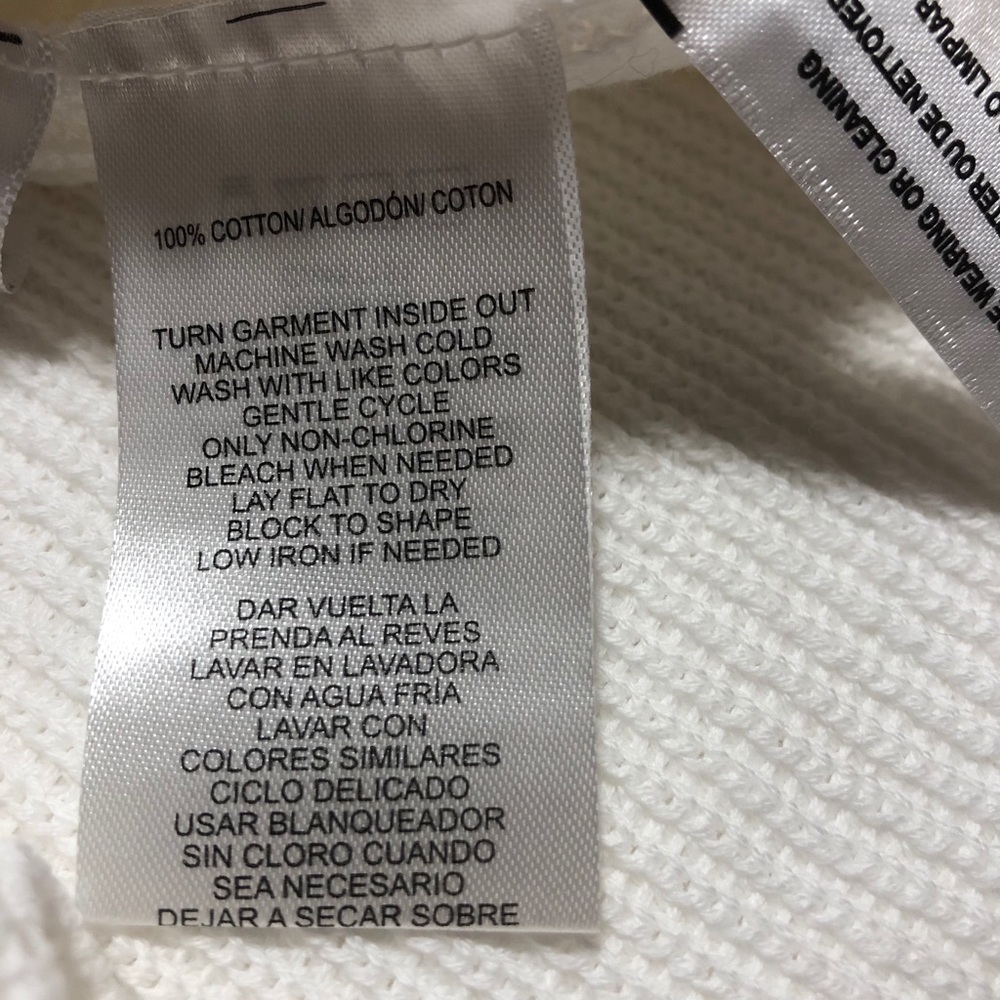 100% COTTON/ ALGODÓN/ COTON
TURN GARMENT INSIDE OUT
MACHINE WASH COLD
WASH WITH LIKE COLORS
GENTLE CYCLE
ONLY NON-CHLORINE
BLEACH WHEN NEEDED
LAY FLAT TO DRY
BLOCK TO SHAPE
LOW IRON IF NEEDED
DAR VUELTA LA
PRENDA AL REVES
LAVAR EN LAVADORA
CON AGUA FRÍA
LAVAR CON
COLORES SIMILARES
CICLO DELICADO
USAR BLANQUEADOR
SIN CLORO CUANDO
SEA NECESARIO
DEJAR A SECAR SOBRE
WEARING OR CLEANING
OU DE NETTOYER
O LIMPIAR